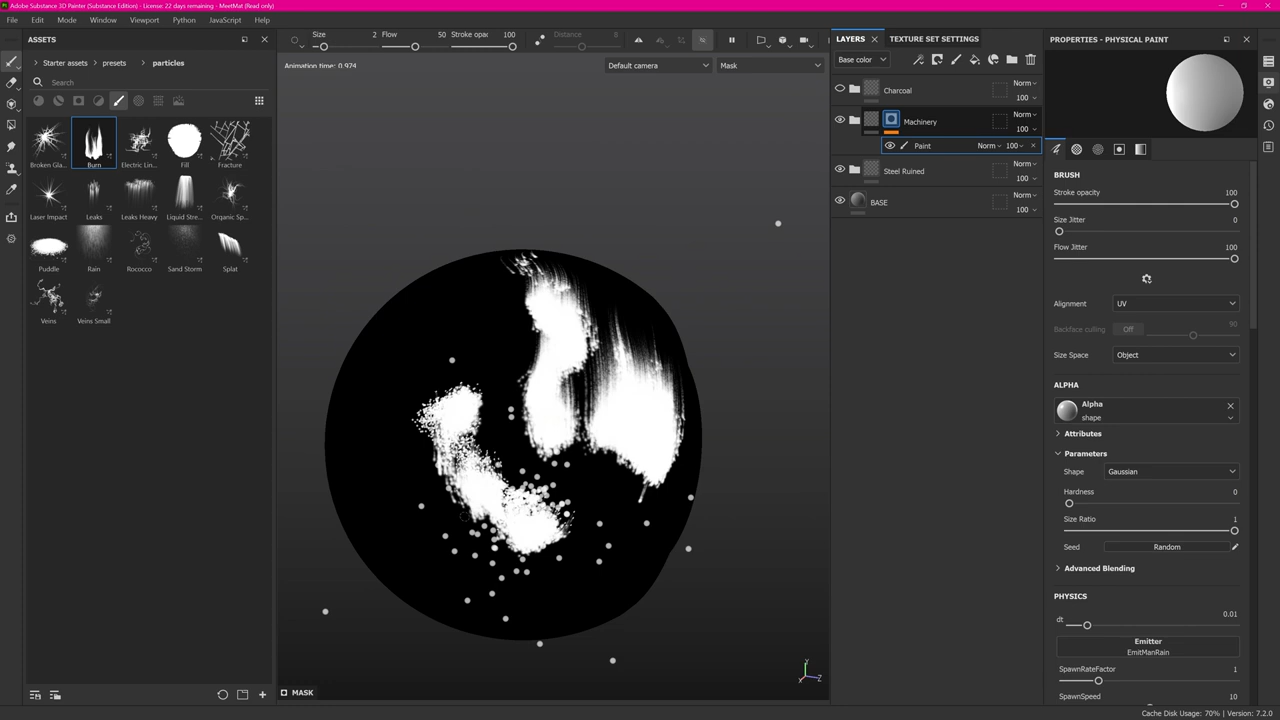 Adobe Substance 3D Painter (Substance Edition) - License: 22 days remaining - MeetMat (Read only)
File Edit Mode Window Viewport Python JavaScript Help
ASSETS
Starter assets > presets > particles
Search
Broken Gla...
Burn
Electric Lin...
Fill
Fracture
Laser Impact
Leaks
Leaks Heavy
Liquid Stre...
Organic Sp...
Puddle
Rain
Rococco
Sand Storm
Splat
Veins
Veins Small
Size 2 Flow 50 Stroke opa 100 Distance 8
Animation time: 0.974
Default camera
Mask
Y
X
Z
MASK
LAYERS
TEXTURE SET SETTINGS
Base color
Charcoal
Norm
100
Machinery
Norm
100
Paint Norm 100
Steel Ruined
Norm
100
BASE
Norm
100
PROPERTIES - PHYSICAL PAINT
BRUSH
Stroke opacity 100
Size Jitter 0
Flow Jitter 100
Alignment UV
Backface culling Off 90
Size Space Object
ALPHA
Alpha
shape
Attributes
Parameters
Shape Gaussian
Hardness 0
Size Ratio 1
Seed Random
Advanced Blending
PHYSICS
dt 0.01
Emitter
EmitManRain
SpawnRateFactor 1
SpawnSpeed 10
Cache Disk Usage: 70% | Version: 7.2.0